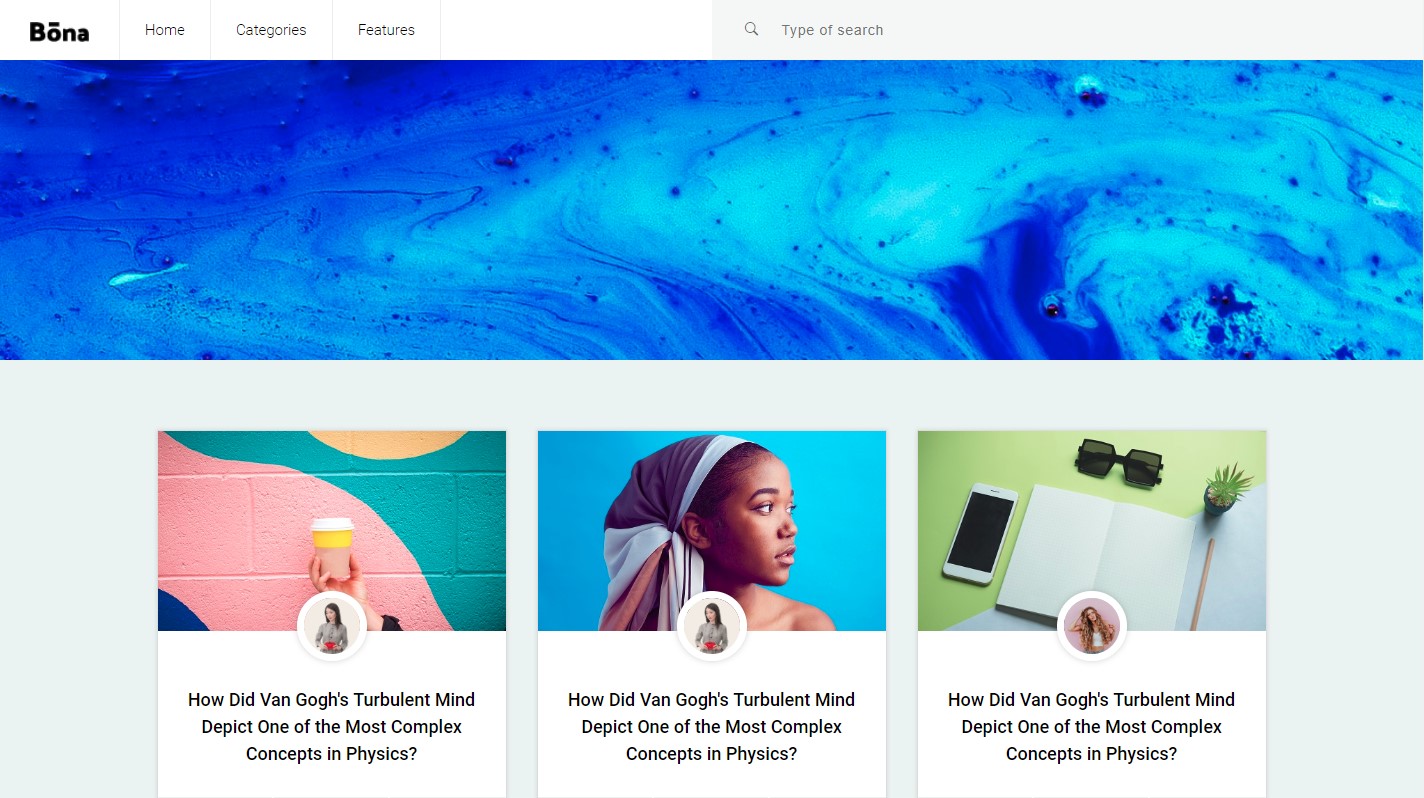 Bōna
Home
Categories
Features
Type of search
How Did Van Gogh's Turbulent Mind
Depict One of the Most Complex
Concepts in Physics?
How Did Van Gogh's Turbulent Mind
Depict One of the Most Complex
Concepts in Physics?
How Did Van Gogh's Turbulent Mind
Depict One of the Most Complex
Concepts in Physics?